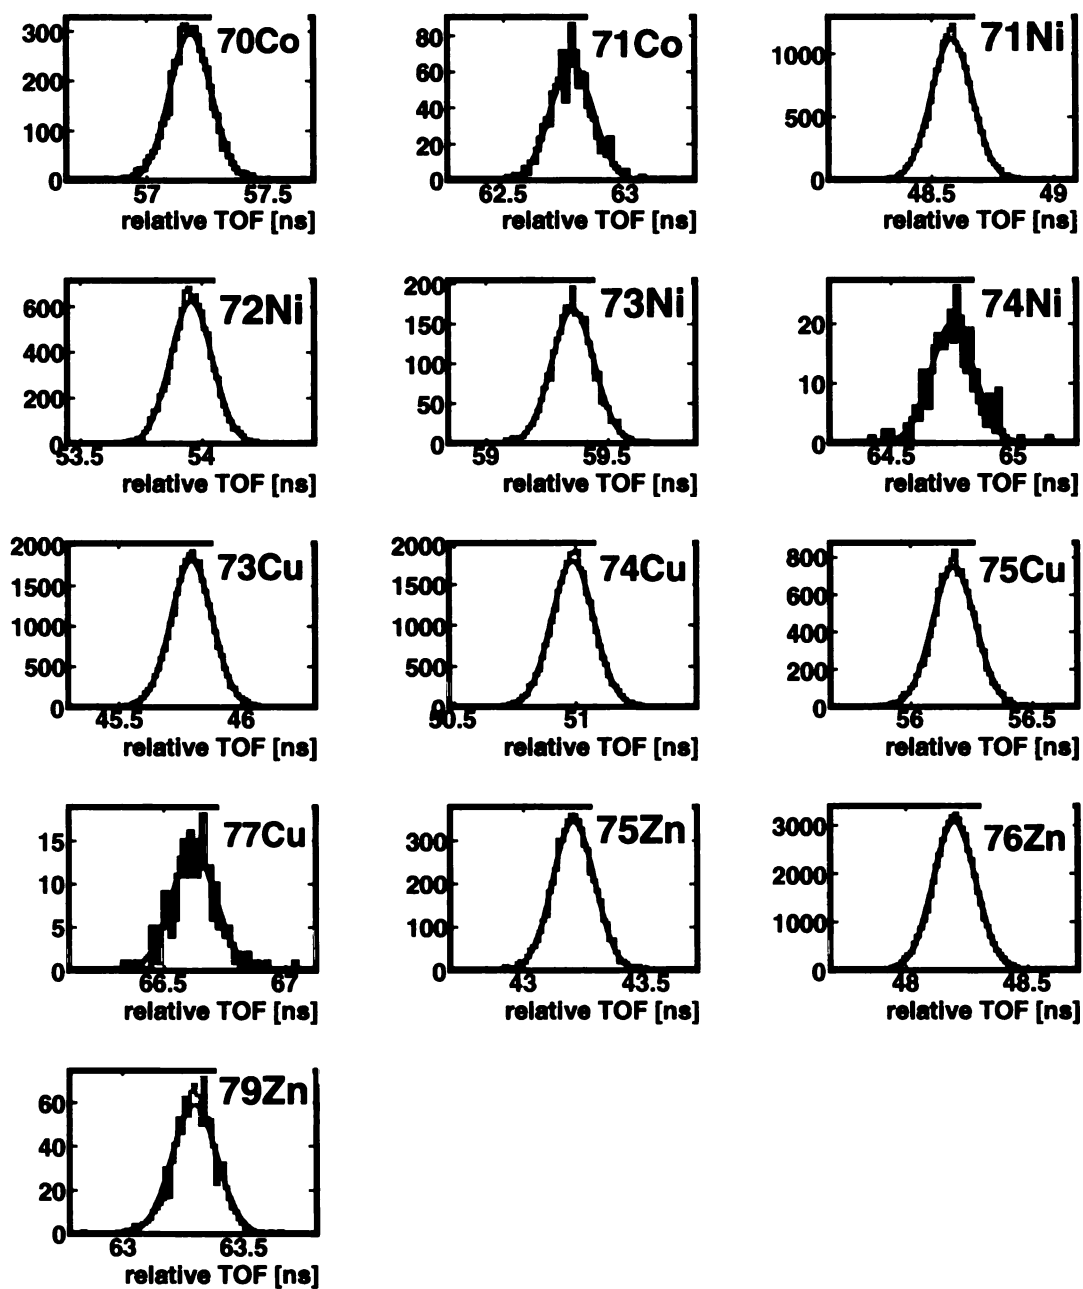 300 70Co
200
100
0
57 57.5
relative TOF [ns]
80 71Co
60
40
20
0
62.5 63
relative TOF [ns]
71Ni
1000
500
0
48.5 49
relative TOF [ns]
600 72Ni
400
200
0
53.5 54
relative TOF [ns]
200 73Ni
150
100
50
0
59 59.5
relative TOF [ns]
74Ni
20
10
0
64.5 65
relative TOF [ns]
2000
73Cu
1500
1000
500
0
45.5 46
relative TOF [ns]
2000
74Cu
1500
1000
500
0
50.5 51
relative TOF [ns]
800 75Cu
600
400
200
0
56 56.5
relative TOF [ns]
15 77Cu
10
5
0
66.5 67
relative TOF [ns]
300 75Zn
200
100
0
43 43.5
relative TOF [ns]
3000 76Zn
2000
1000
0
48 48.5
relative TOF [ns]
79Zn
60
40
20
0
63 63.5
relative TOF [ns]